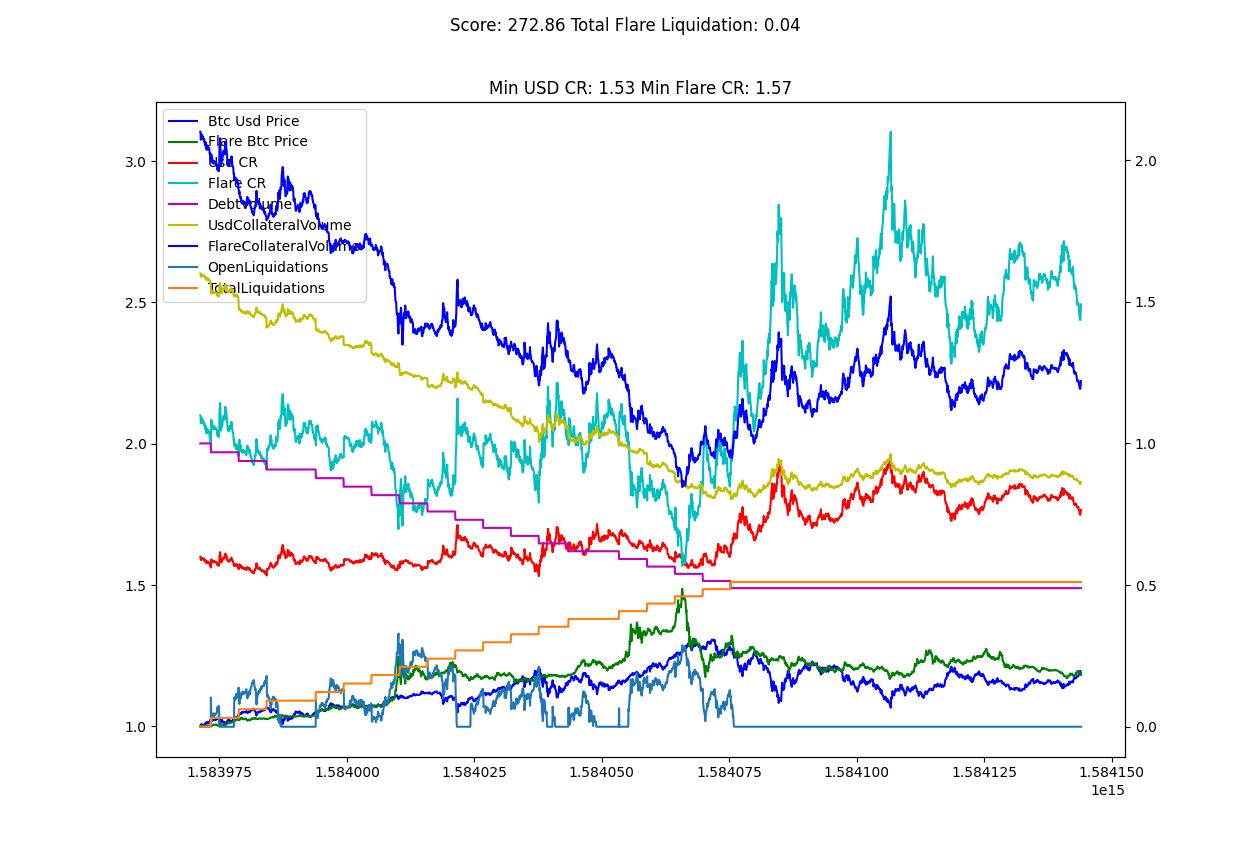 Score: 272.86 Total Flare Liquidation: 0.04
Min USD CR: 1.53 Min Flare CR: 1.57
Btc Usd Price
Flare Btc Price
Usd CR
Flare CR
DebtVolume
UsdCollateralVolume
FlareCollateralVolume
OpenLiquidations
TotalLiquidations
3.0
2.5
2.0
1.5
1.0
2.0
1.5
1.0
0.5
0.0
1.583975 1.584000 1.584025 1.584050 1.584075 1.584100 1.584125 1.584150
1e15